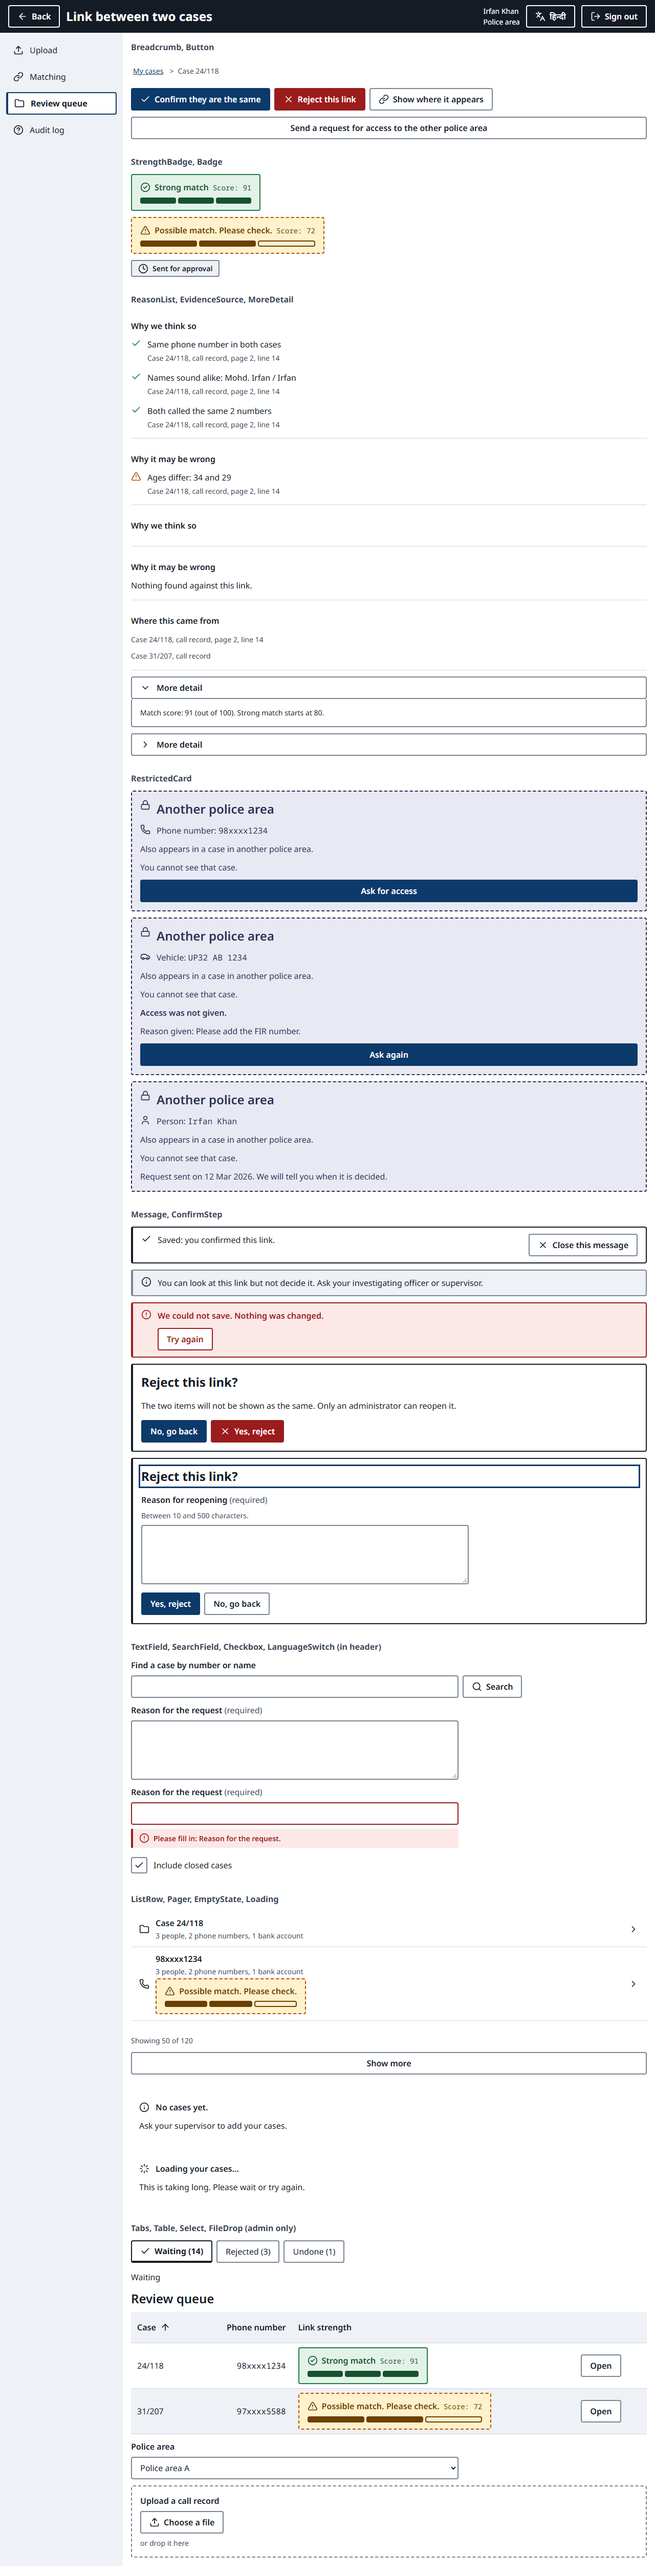 Back
Link between two cases
Irfan Khan
Police area
हिन्दी
Sign out
Upload
Matching
Review queue
Audit log
Breadcrumb, Button
My cases > Case 24/118
Confirm they are the same
Reject this link
Show where it appears
Send a request for access to the other police area
StrengthBadge, Badge
Strong match Score: 91
Possible match. Please check. Score: 72
Sent for approval
ReasonList, EvidenceSource, MoreDetail
Why we think so
Same phone number in both cases
Case 24/118, call record, page 2, line 14
Names sound alike: Mohd. Irfan / Irfan
Case 24/118, call record, page 2, line 14
Both called the same 2 numbers
Case 24/118, call record, page 2, line 14
Why it may be wrong
Ages differ: 34 and 29
Case 24/118, call record, page 2, line 14
Why we think so
Why it may be wrong
Nothing found against this link.
Where this came from
Case 24/118, call record, page 2, line 14
Case 31/207, call record
More detail
Match score: 91 (out of 100). Strong match starts at 80.
More detail
RestrictedCard
Another police area
Phone number: 98xxxx1234
Also appears in a case in another police area.
You cannot see that case.
Ask for access
Another police area
Vehicle: UP32 AB 1234
Also appears in a case in another police area.
You cannot see that case.
Access was not given.
Reason given: Please add the FIR number.
Ask again
Another police area
Person: Irfan Khan
Also appears in a case in another police area.
You cannot see that case.
Request sent on 12 Mar 2026. We will tell you when it is decided.
Message, ConfirmStep
Saved: you confirmed this link.
Close this message
You can look at this link but not decide it. Ask your investigating officer or supervisor.
We could not save. Nothing was changed.
Try again
Reject this link?
The two items will not be shown as the same. Only an administrator can reopen it.
No, go back
Yes, reject
Reject this link?
Reason for reopening (required)
Between 10 and 500 characters.
Yes, reject
No, go back
TextField, SearchField, Checkbox, LanguageSwitch (in header)
Find a case by number or name
Search
Reason for the request (required)
Reason for the request (required)
Please fill in: Reason for the request.
Include closed cases
ListRow, Pager, EmptyState, Loading
Case 24/118
3 people, 2 phone numbers, 1 bank account
98xxxx1234
3 people, 2 phone numbers, 1 bank account
Possible match. Please check.
Showing 50 of 120
Show more
No cases yet.
Ask your supervisor to add your cases.
Loading your cases...
This is taking long. Please wait or try again.
Tabs, Table, Select, FileDrop (admin only)
Waiting (14)
Rejected (3)
Undone (1)
Waiting
Review queue
Case
Phone number
Link strength
24/118
98xxxx1234
Strong match Score: 91
Open
31/207
97xxxx5588
Possible match. Please check. Score: 72
Open
Police area
Police area A
Upload a call record
Choose a file
or drop it here